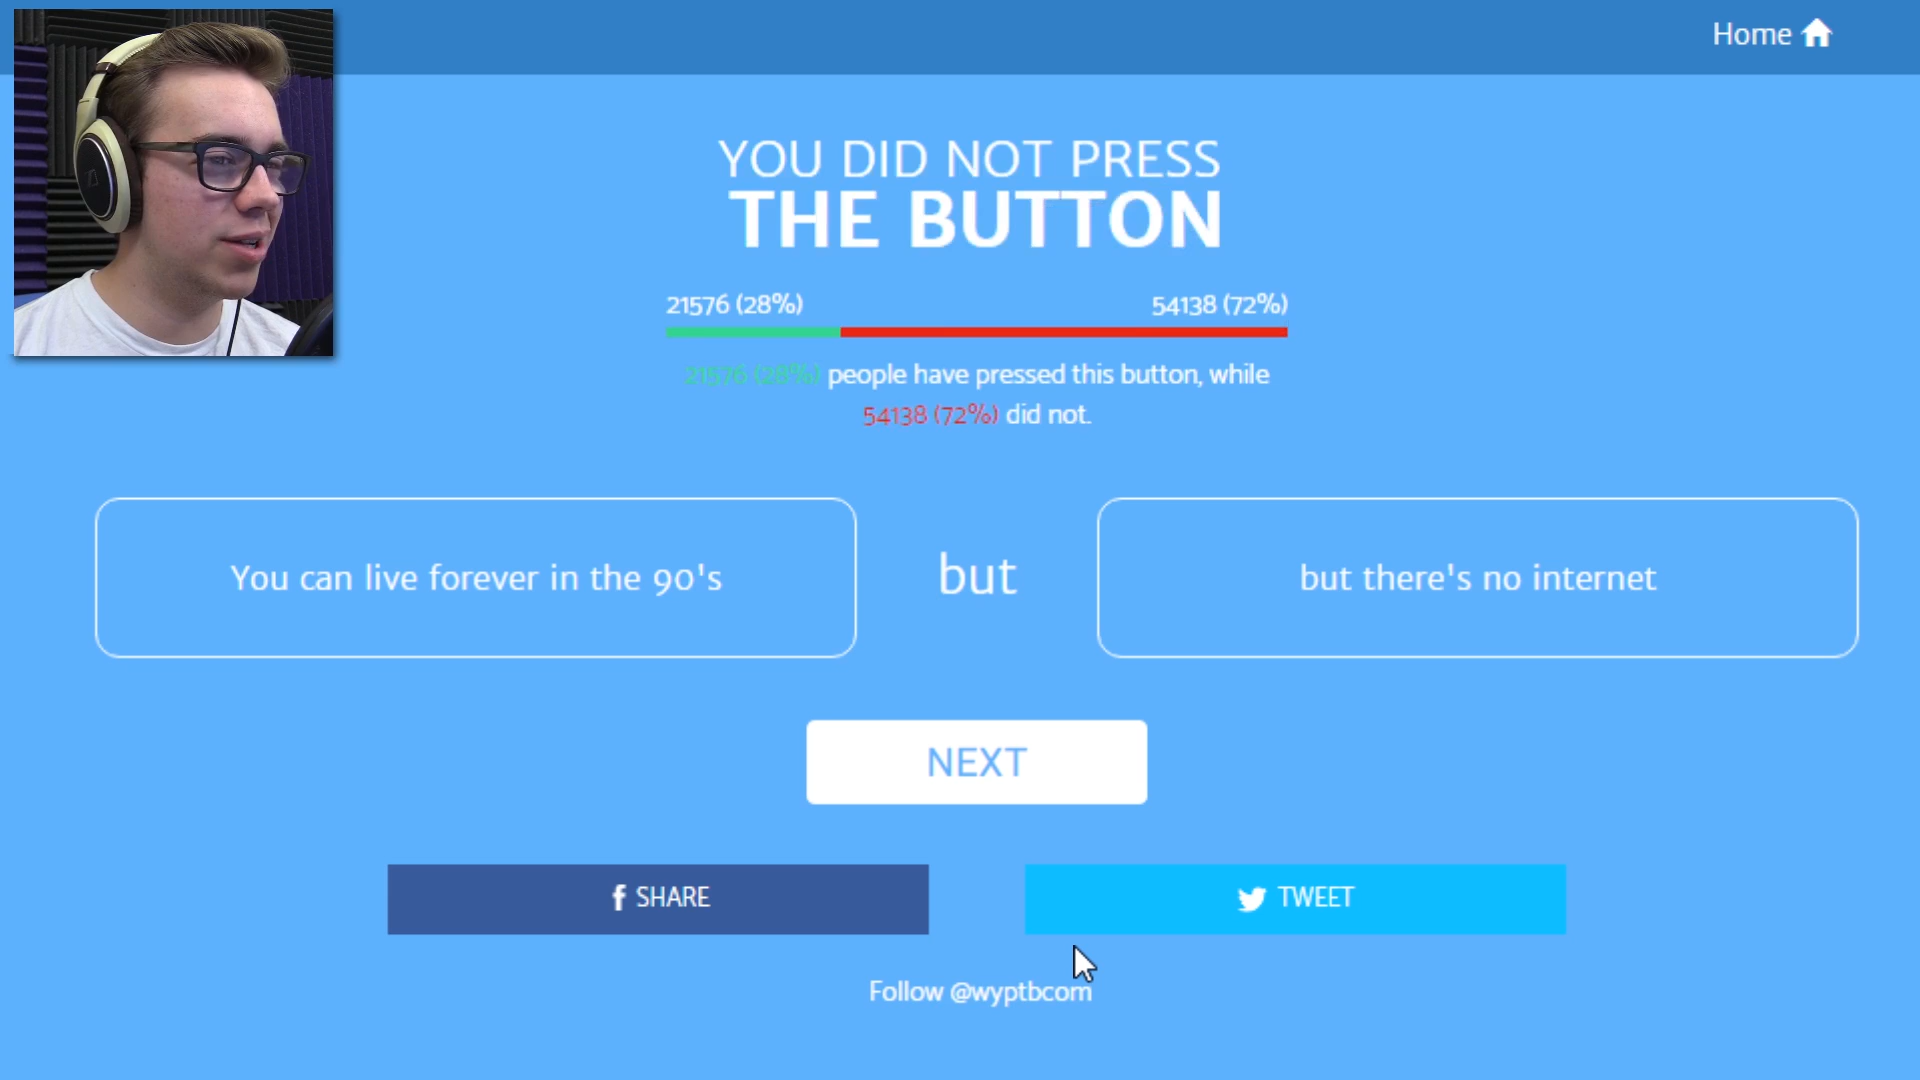 Home
YOU DID NOT PRESS
THE BUTTON
21576 (28%) 54138 (72%)
21576 (28%) people have pressed this button, while
54138 (72%) did not.
You can live forever in the 90's
but
but there's no internet
NEXT
SHARE
TWEET
Follow @wyptbcom